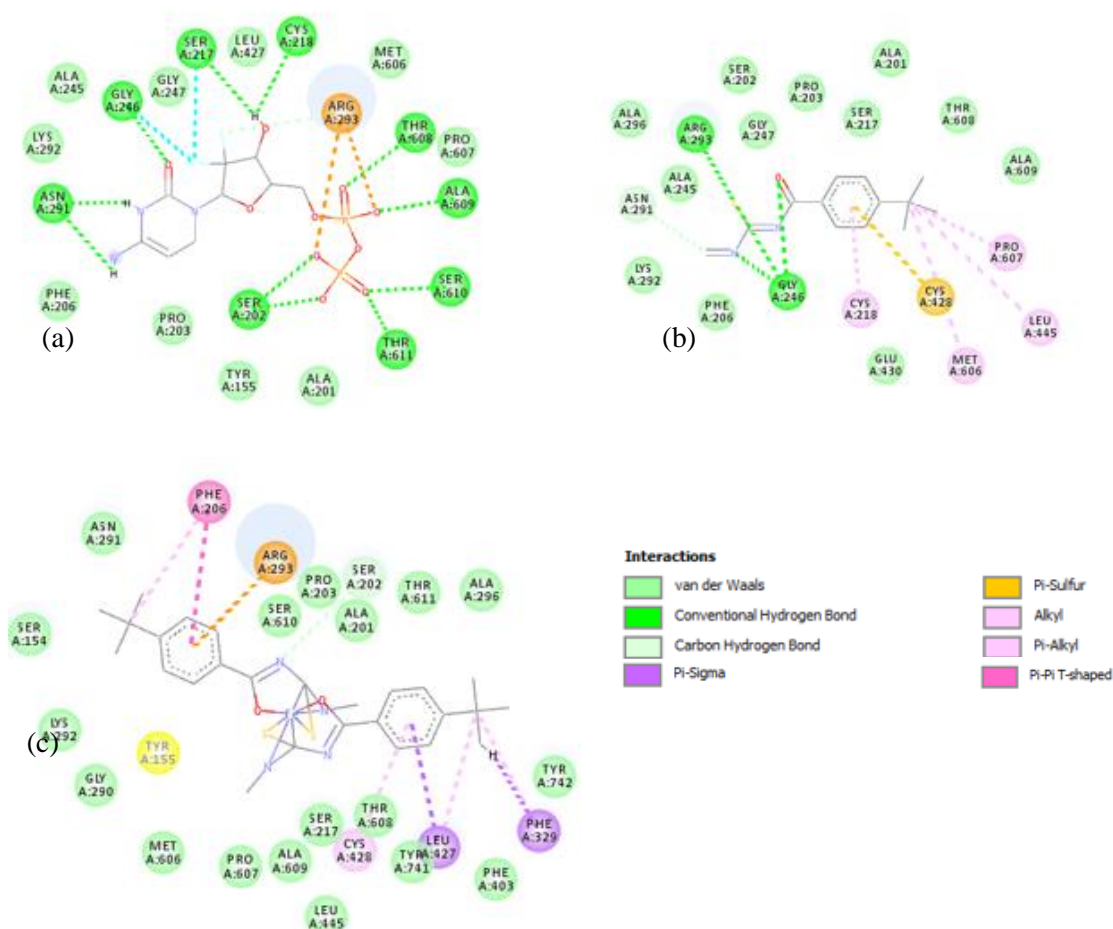 SER
A:217
LEU
A:427
CYS
A:218
MET
A:606
ALA
A:245
GLY
A:247
GLY
A:246
ARG
A:293
THR
A:608
PRO
A:607
LYS
A:292
ASN
A:291
ALA
A:609
H
O
O
N
N
O
O
O
P
O
O
O
P
O
O
H
H
SER
A:202
SER
A:610
PHE
A:206
PRO
A:203
THR
A:611
(a)
TYR
A:155
ALA
A:201
ALA
A:201
SER
A:202
PRO
A:203
ALA
A:296
ARG
A:293
GLY
A:247
SER
A:217
THR
A:608
ALA
A:609
ALA
A:245
ASN
A:291
O
N
N
PRO
A:607
LYS
A:292
PHE
A:206
GLY
A:246
CYS
A:218
CYS
A:428
LEU
A:445
(b)
GLU
A:430
MET
A:606
PHE
A:206
ASN
A:291
ARG
A:293
PRO
A:203
SER
A:202
THR
A:611
ALA
A:296
SER
A:610
ALA
A:201
SER
A:154
N
O
O
N
N
N
H
LYS
A:292
(c)
TYR
A:155
GLY
A:290
TYR
A:742
SER
A:217
THR
A:608
PHE
A:329
MET
A:606
PRO
A:607
ALA
A:609
CYS
A:428
TYR
A:741
LEU
A:427
PHE
A:403
LEU
A:445
Interactions
van der Waals
Conventional Hydrogen Bond
Carbon Hydrogen Bond
Pi-Sigma
Pi-Sulfur
Alkyl
Pi-Alkyl
Pi-Pi T-shaped